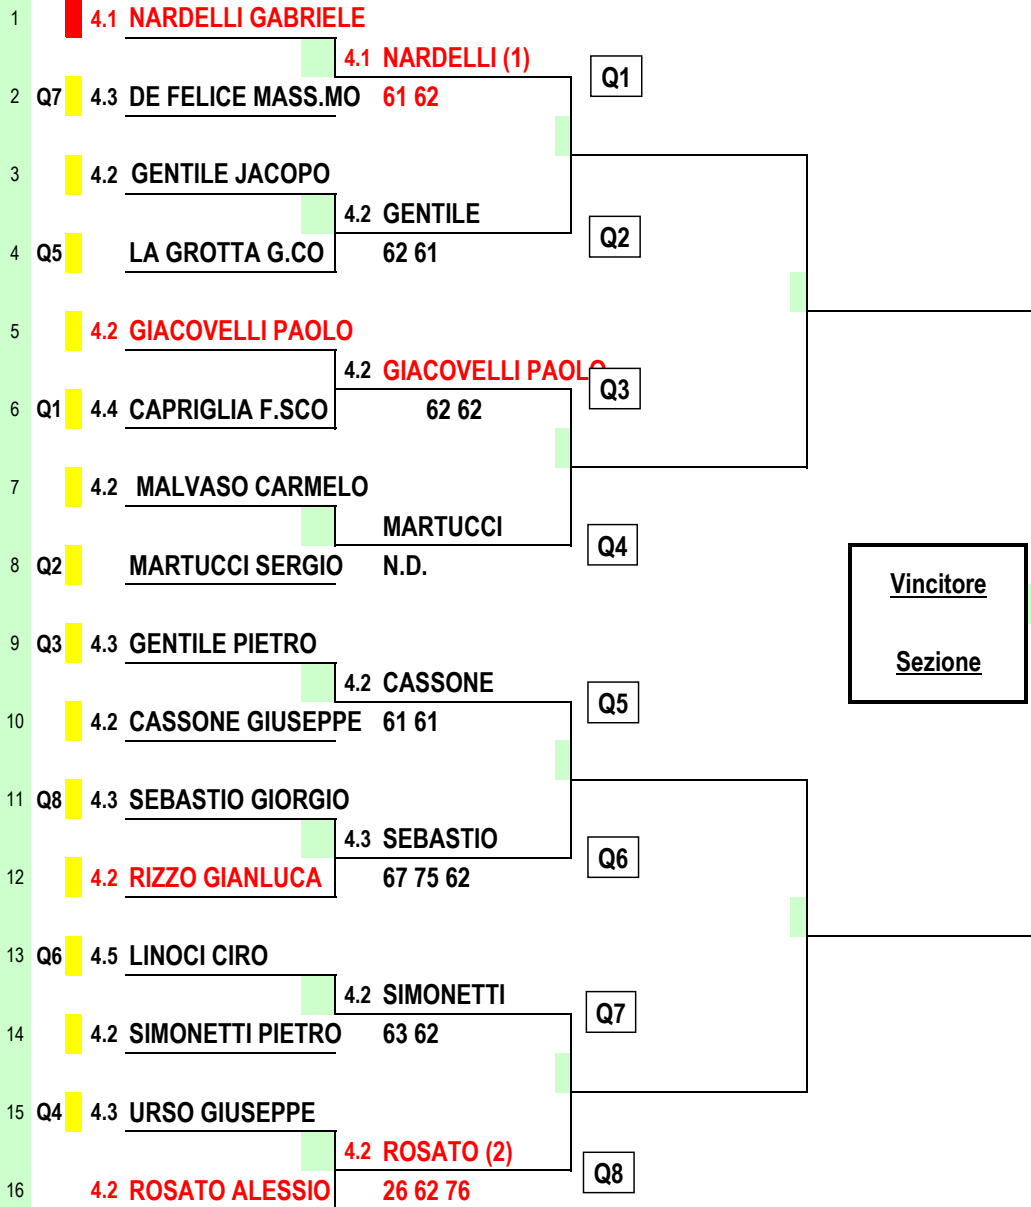 1 4.1 NARDELLI GABRIELE
4.1 NARDELLI (1)
Q1
2 Q7 4.3 DE FELICE MASS.MO 61 62
3 4.2 GENTILE JACOPO
4.2 GENTILE
Q2
4 Q5 LA GROTTA G.CO 62 61
5 4.2 GIACOVELLI PAOLO
4.2 GIACOVELLI PAOLO
Q3
6 Q1 4.4 CAPRIGLIA F.SCO 62 62
7 4.2 MALVASO CARMELO
MARTUCCI
Q4
8 Q2 MARTUCCI SERGIO N.D.
Vincitore
Sezione
9 Q3 4.3 GENTILE PIETRO
4.2 CASSONE
Q5
10 4.2 CASSONE GIUSEPPE 61 61
11 Q8 4.3 SEBASTIO GIORGIO
4.3 SEBASTIO
Q6
12 4.2 RIZZO GIANLUCA 67 75 62
13 Q6 4.5 LINOCI CIRO
4.2 SIMONETTI
Q7
14 4.2 SIMONETTI PIETRO 63 62
15 Q4 4.3 URSO GIUSEPPE
4.2 ROSATO (2)
Q8
16 4.2 ROSATO ALESSIO 26 62 76